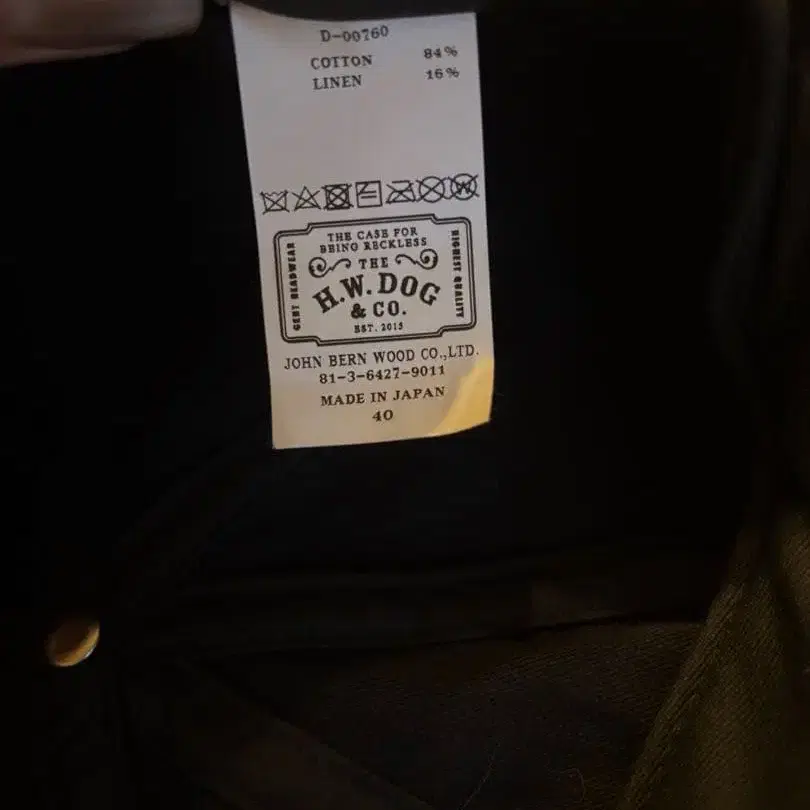 D-00760
COTTON 84%
LINEN 16%
W
THE CASE FOR
BEING RECKLESS
GENT HEADWEAR
THE
H.W. DOG
& CO.
EST. 2015
HIGHEST QUALITY
JOHN BERN WOOD CO.,LTD.
81-3-6427-9011
MADE IN JAPAN
40